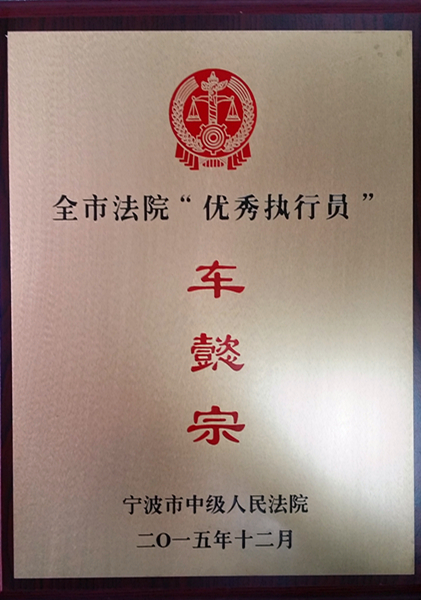 全市法院“优秀执行员”
车
懿
宗
宁波市中级人民法院
二〇一五年十二月